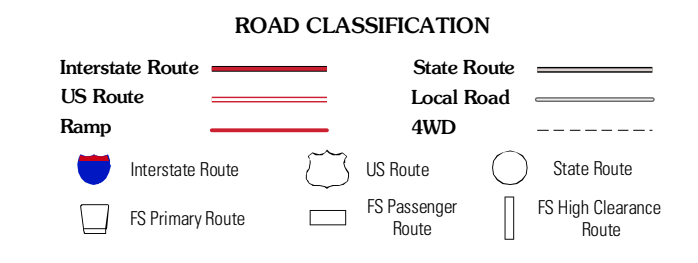 ROAD CLASSIFICATION
Interstate Route
State Route
US Route
Local Road
Ramp
4WD
Interstate Route
US Route
State Route
FS Primary Route
FS Passenger
Route
FS High Clearance
Route